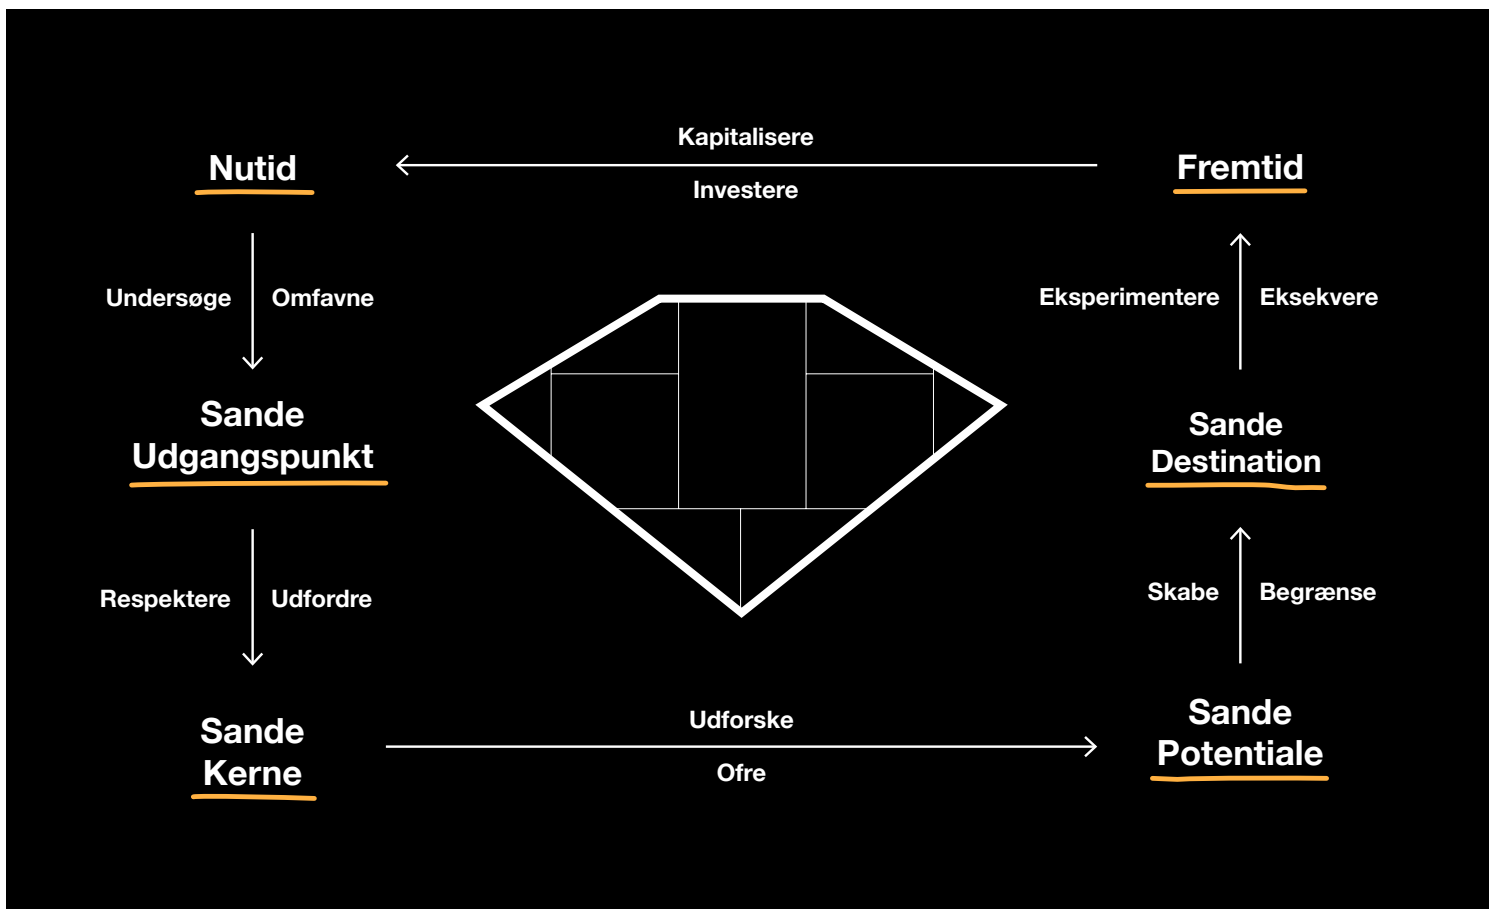 Kapitalisere
Nutid
Fremtid
Investere
Undersøge
Omfavne
Eksperimentere
Eksekvere
Sande
Udgangspunkt
Sande
Destination
Respektere
Udfordre
Skabe
Begrænse
Sande
Kerne
Udforske
Ofre
Sande
Potentiale